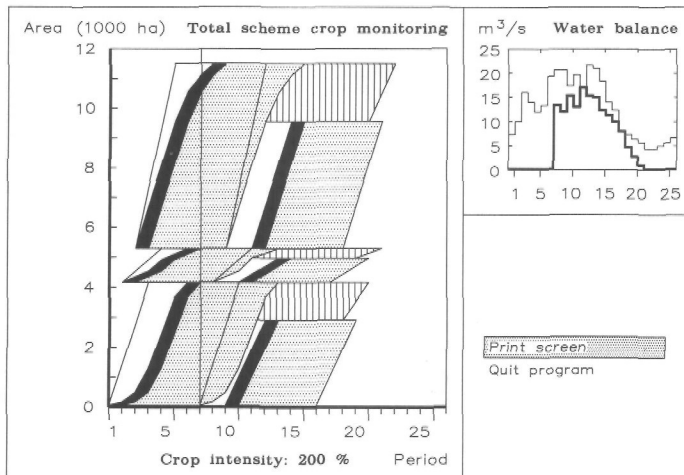 Area (1000 ha) Total scheme crop monitoring
12
10
8
6
4
2
0
1 5 10 15 20 25
Crop intensity: 200 % Period
m³/s Water balance
25
20
15
10
5
0
1 5 10 15 20 25
Print screen
Quit program